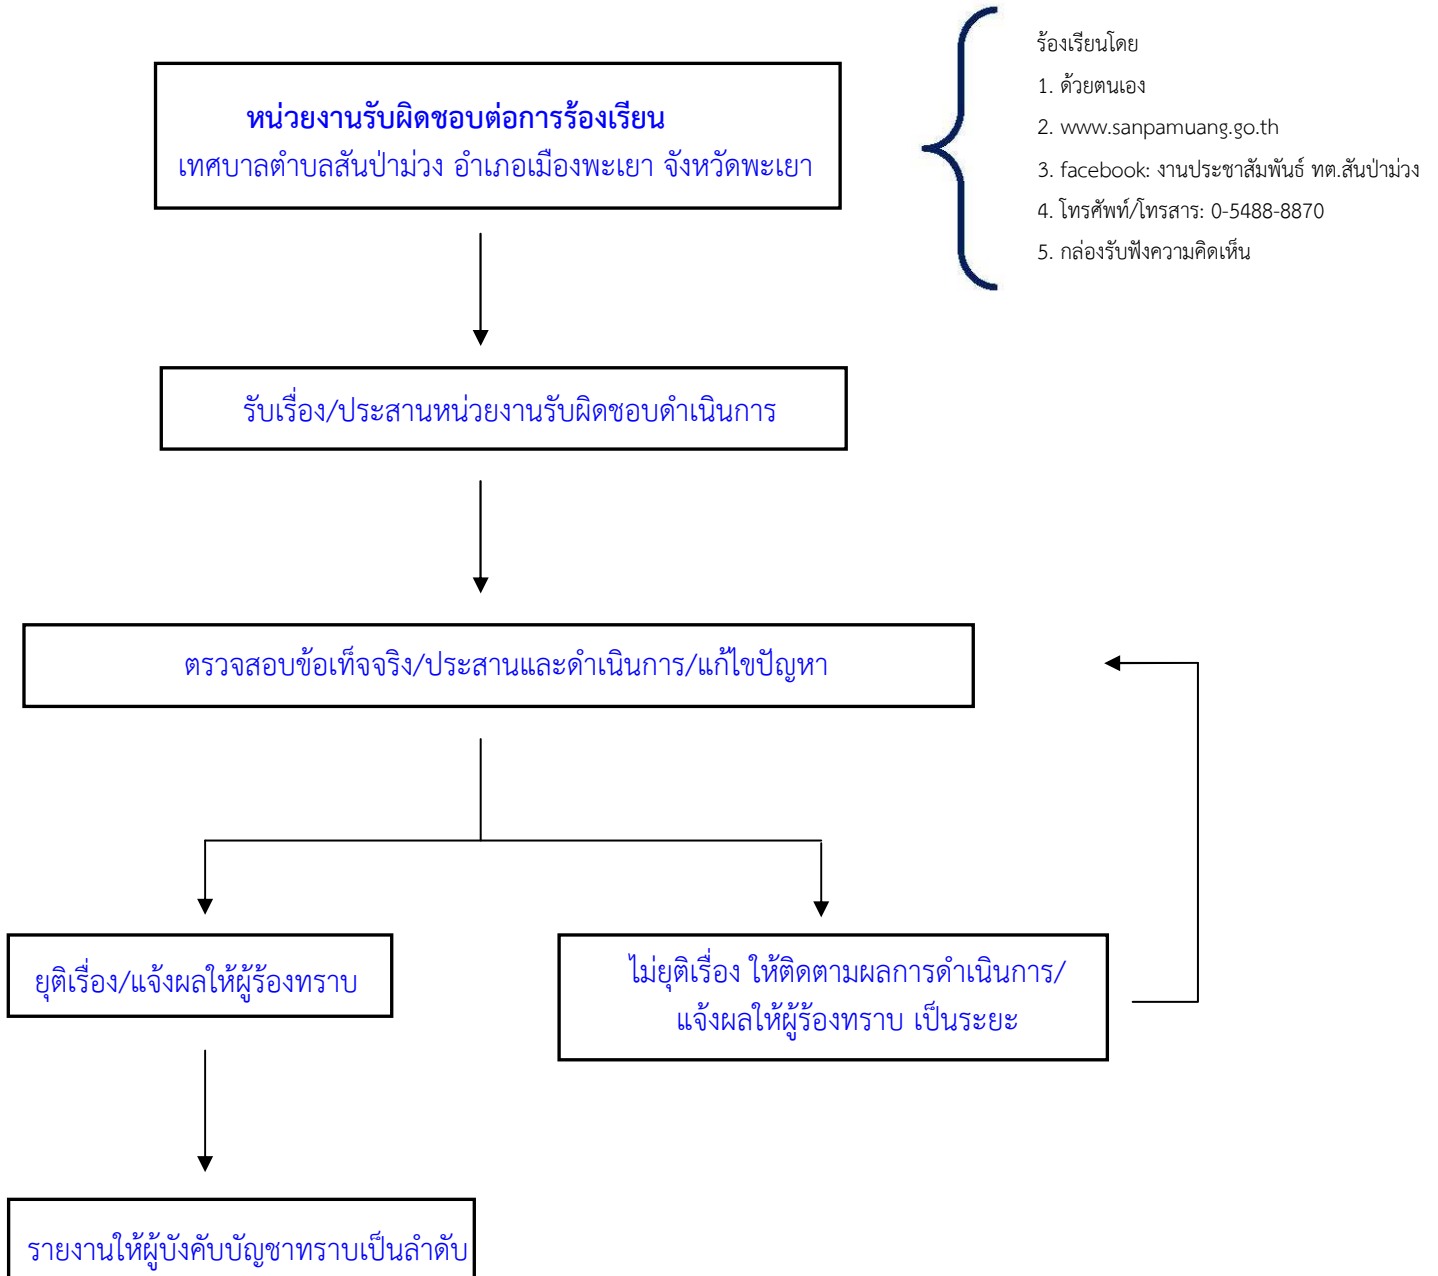 หน่วยงานรับผิดชอบต่อการร้องเรียน
เทศบาลตำบลสันป่าม่วง อำเภอเมืองพะเยา จังหวัดพะเยา
ร้องเรียนโดย
1. ด้วยตนเอง
2. www.sanpamuang.go.th
3. facebook: งานประชาสัมพันธ์ ทต.สันป่าม่วง
4. โทรศัพท์/โทรสาร: 0-5488-8870
5. กล่องรับฟังความคิดเห็น
รับเรื่อง/ประสานหน่วยงานรับผิดชอบดำเนินการ
ตรวจสอบข้อเท็จจริง/ประสานและดำเนินการ/แก้ไขปัญหา
ยุติเรื่อง/แจ้งผลให้ผู้ร้องทราบ
ไม่ยุติเรื่อง ให้ติดตามผลการดำเนินการ/
แจ้งผลให้ผู้ร้องทราบ เป็นระยะ
รายงานให้ผู้บังคับบัญชาทราบเป็นลำดับ